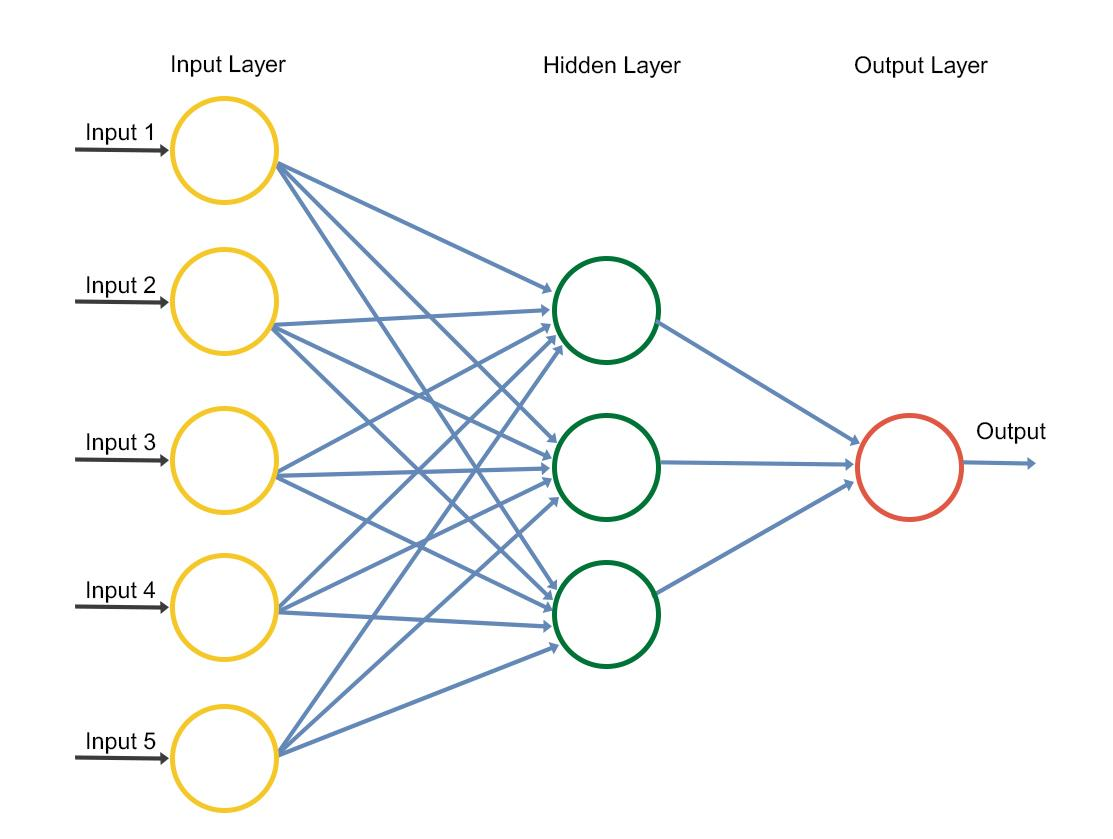 Input Layer
Hidden Layer
Output Layer
Input 1
Input 2
Input 3
Input 4
Input 5
Output